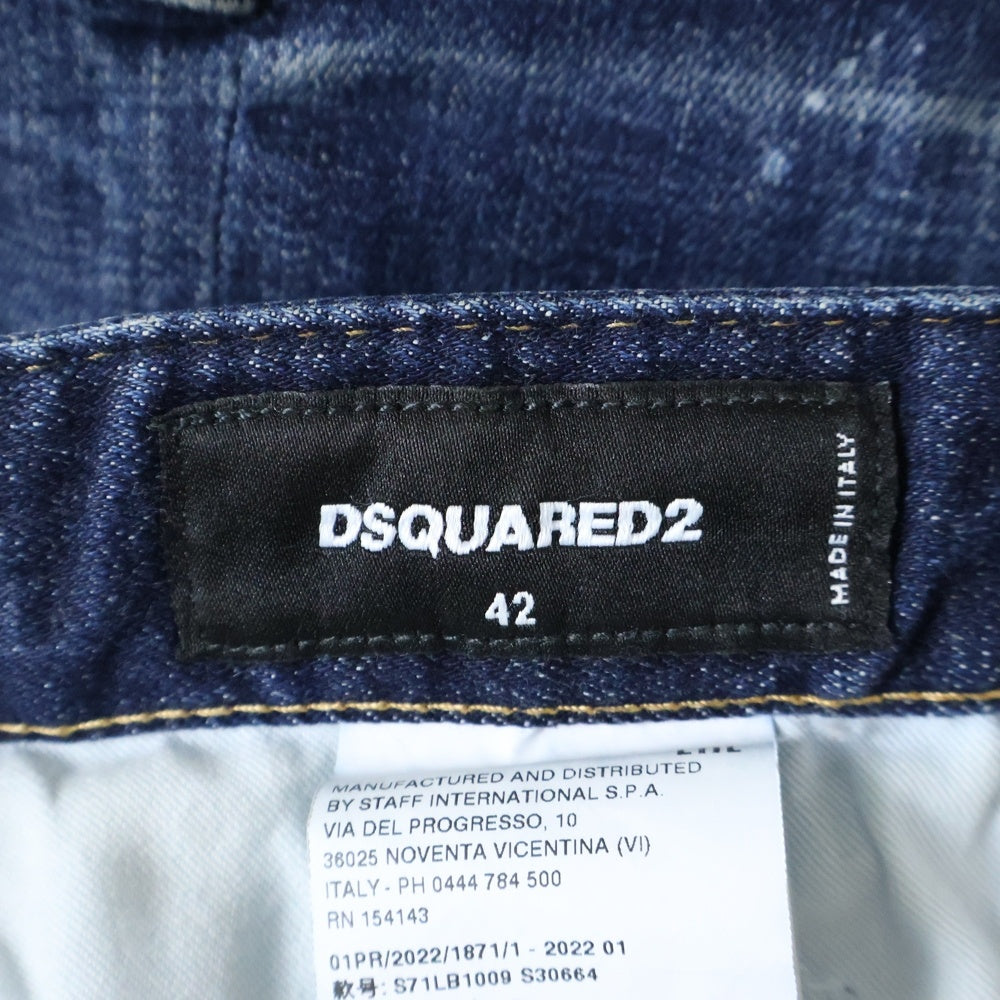 DSQUARED2
42
MADE IN ITALY
MANUFACTURED AND DISTRIBUTED
BY STAFF INTERNATIONAL S.P.A.
VIA DEL PROGRESSO, 10
36025 NOVENTA VICENTINA (VI)
ITALY - PH 0444 784 500
RN 154143
01PR/2022/1871/1 - 2022 01
款号: S71LB1009 S30664